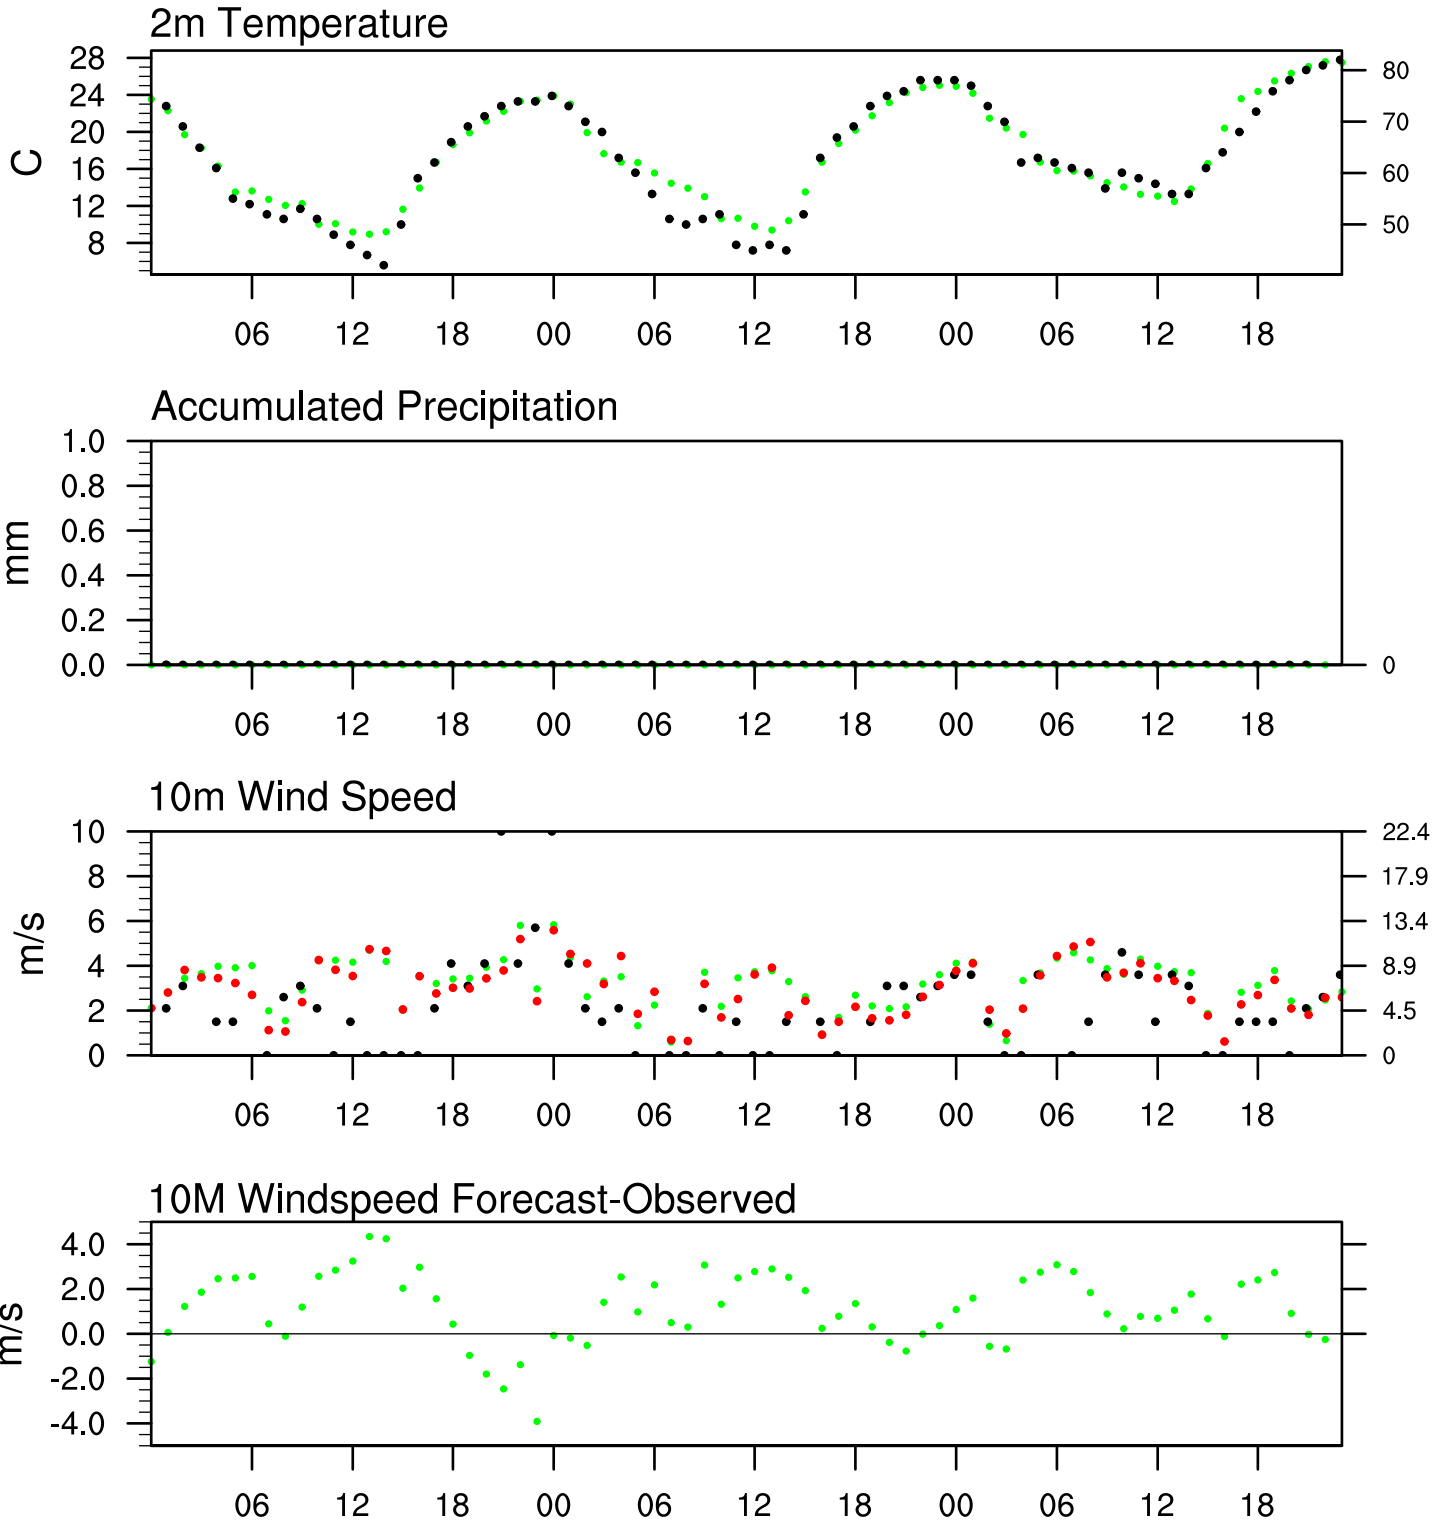 2m Temperature
28
24
20
16
12
8
C
80
70
60
50
06 12 18 00 06 12 18 00 06 12 18
Accumulated Precipitation
1.0
0.8
0.6
0.4
0.2
0.0
mm
0
06 12 18 00 06 12 18 00 06 12 18
10m Wind Speed
10
8
6
4
2
0
m/s
22.4
17.9
13.4
8.9
4.5
0
06 12 18 00 06 12 18 00 06 12 18
10M Windspeed Forecast-Observed
4.0
2.0
0.0
-2.0
-4.0
m/s
06 12 18 00 06 12 18 00 06 12 18